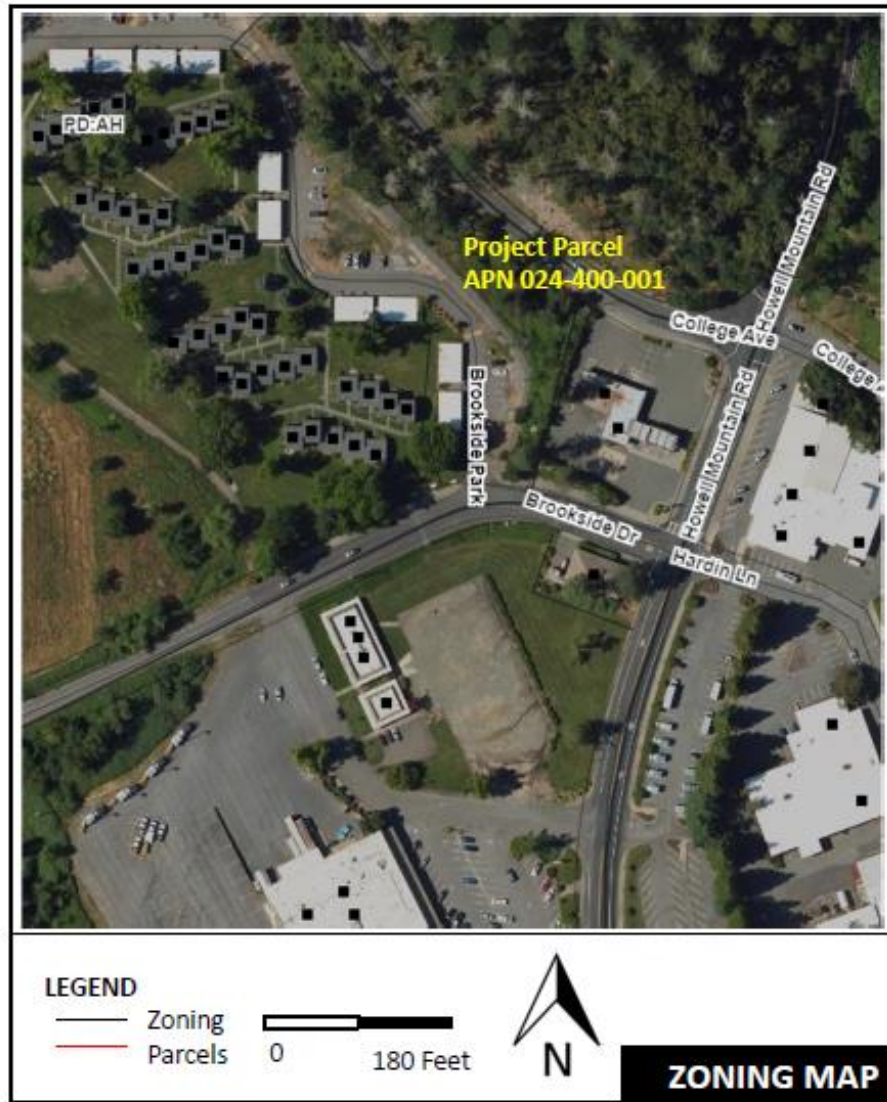 PD:AH
Project Parcel
APN 024-400-001
Howell Mountain Rd
College Ave
College A
Brookside Park
Howell Mountain Rd
Brookside Dr
Hardin Ln
LEGEND
Zoning
Parcels
0
180 Feet
N
ZONING MAP